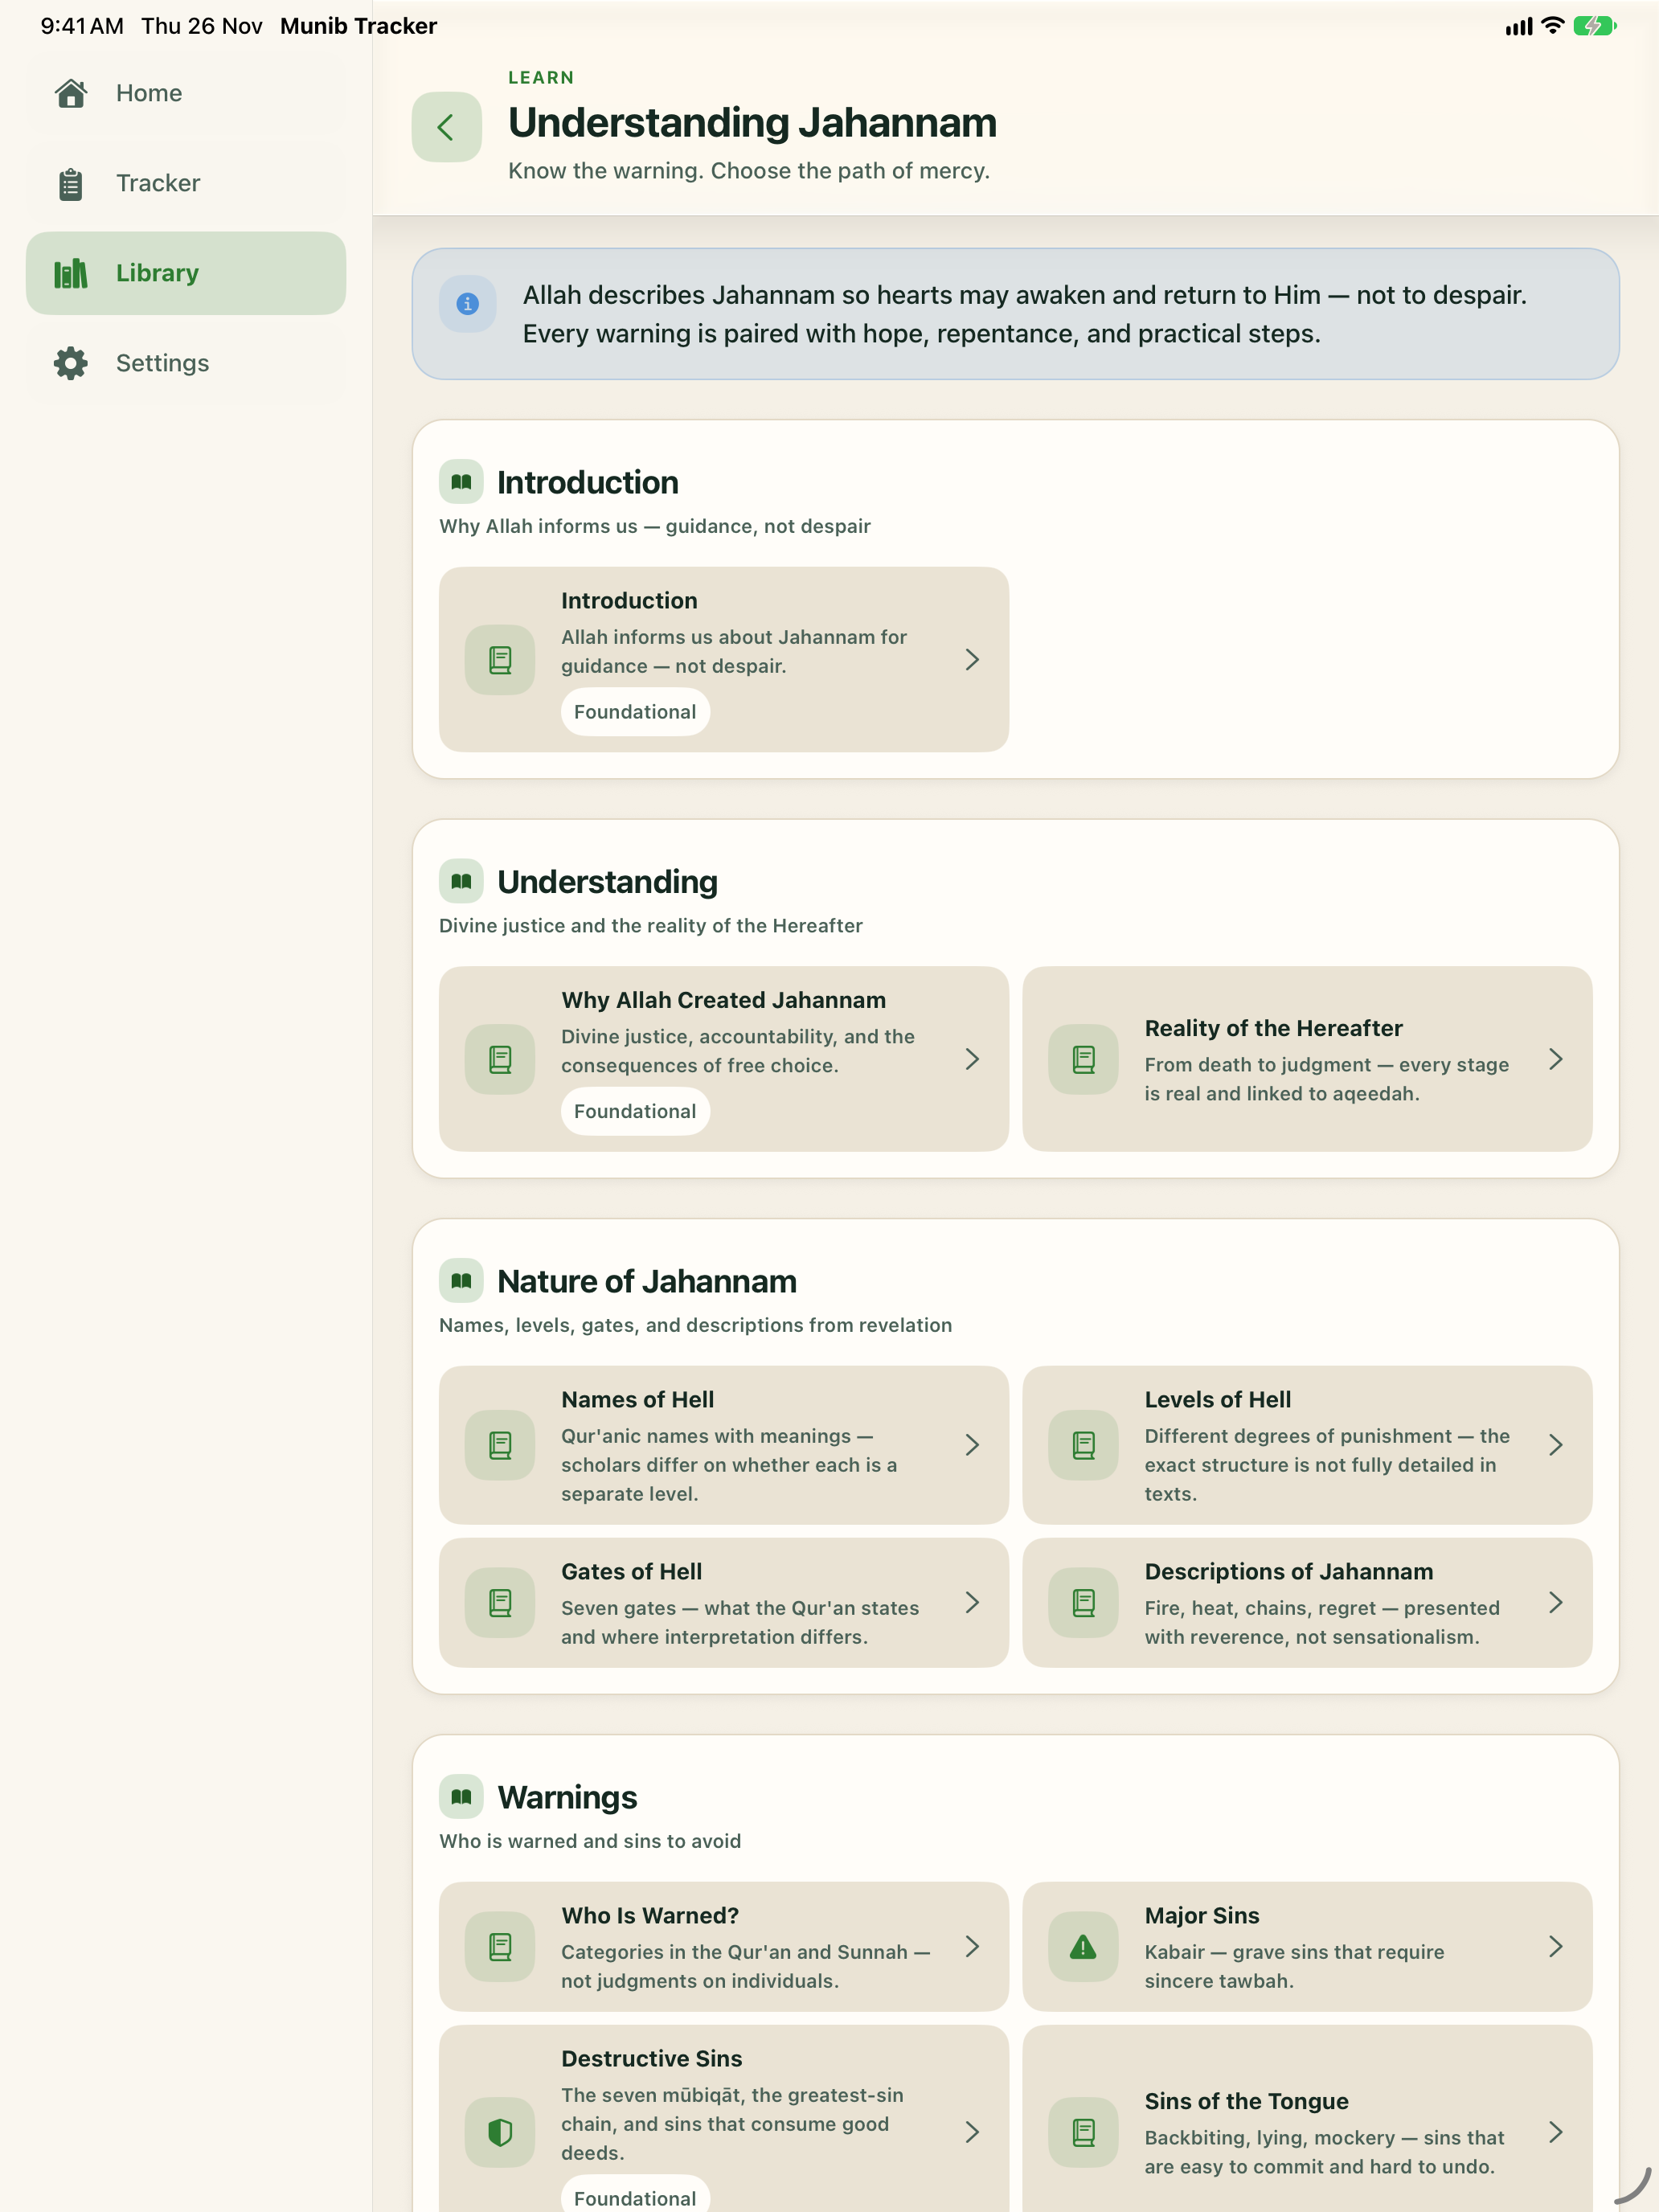 9:41 AM Thu 26 Nov Munib Tracker
Home
Tracker
Library
Settings
LEARN
Understanding Jahannam
Know the warning. Choose the path of mercy.
Allah describes Jahannam so hearts may awaken and return to Him — not to despair.
Every warning is paired with hope, repentance, and practical steps.
Introduction
Why Allah informs us — guidance, not despair
Introduction
Allah informs us about Jahannam for
guidance — not despair.
Foundational
Understanding
Divine justice and the reality of the Hereafter
Why Allah Created Jahannam
Divine justice, accountability, and the
consequences of free choice.
Foundational
Reality of the Hereafter
From death to judgment — every stage
is real and linked to aqeedah.
Nature of Jahannam
Names, levels, gates, and descriptions from revelation
Names of Hell
Qur'anic names with meanings —
scholars differ on whether each is a
separate level.
Levels of Hell
Different degrees of punishment — the
exact structure is not fully detailed in
texts.
Gates of Hell
Seven gates — what the Qur'an states
and where interpretation differs.
Descriptions of Jahannam
Fire, heat, chains, regret — presented
with reverence, not sensationalism.
Warnings
Who is warned and sins to avoid
Who Is Warned?
Categories in the Qur'an and Sunnah —
not judgments on individuals.
Major Sins
Kabair — grave sins that require
sincere tawbah.
Destructive Sins
The seven mūbiqāt, the greatest-sin
chain, and sins that consume good
deeds.
Foundational
Sins of the Tongue
Backbiting, lying, mockery — sins that
are easy to commit and hard to undo.